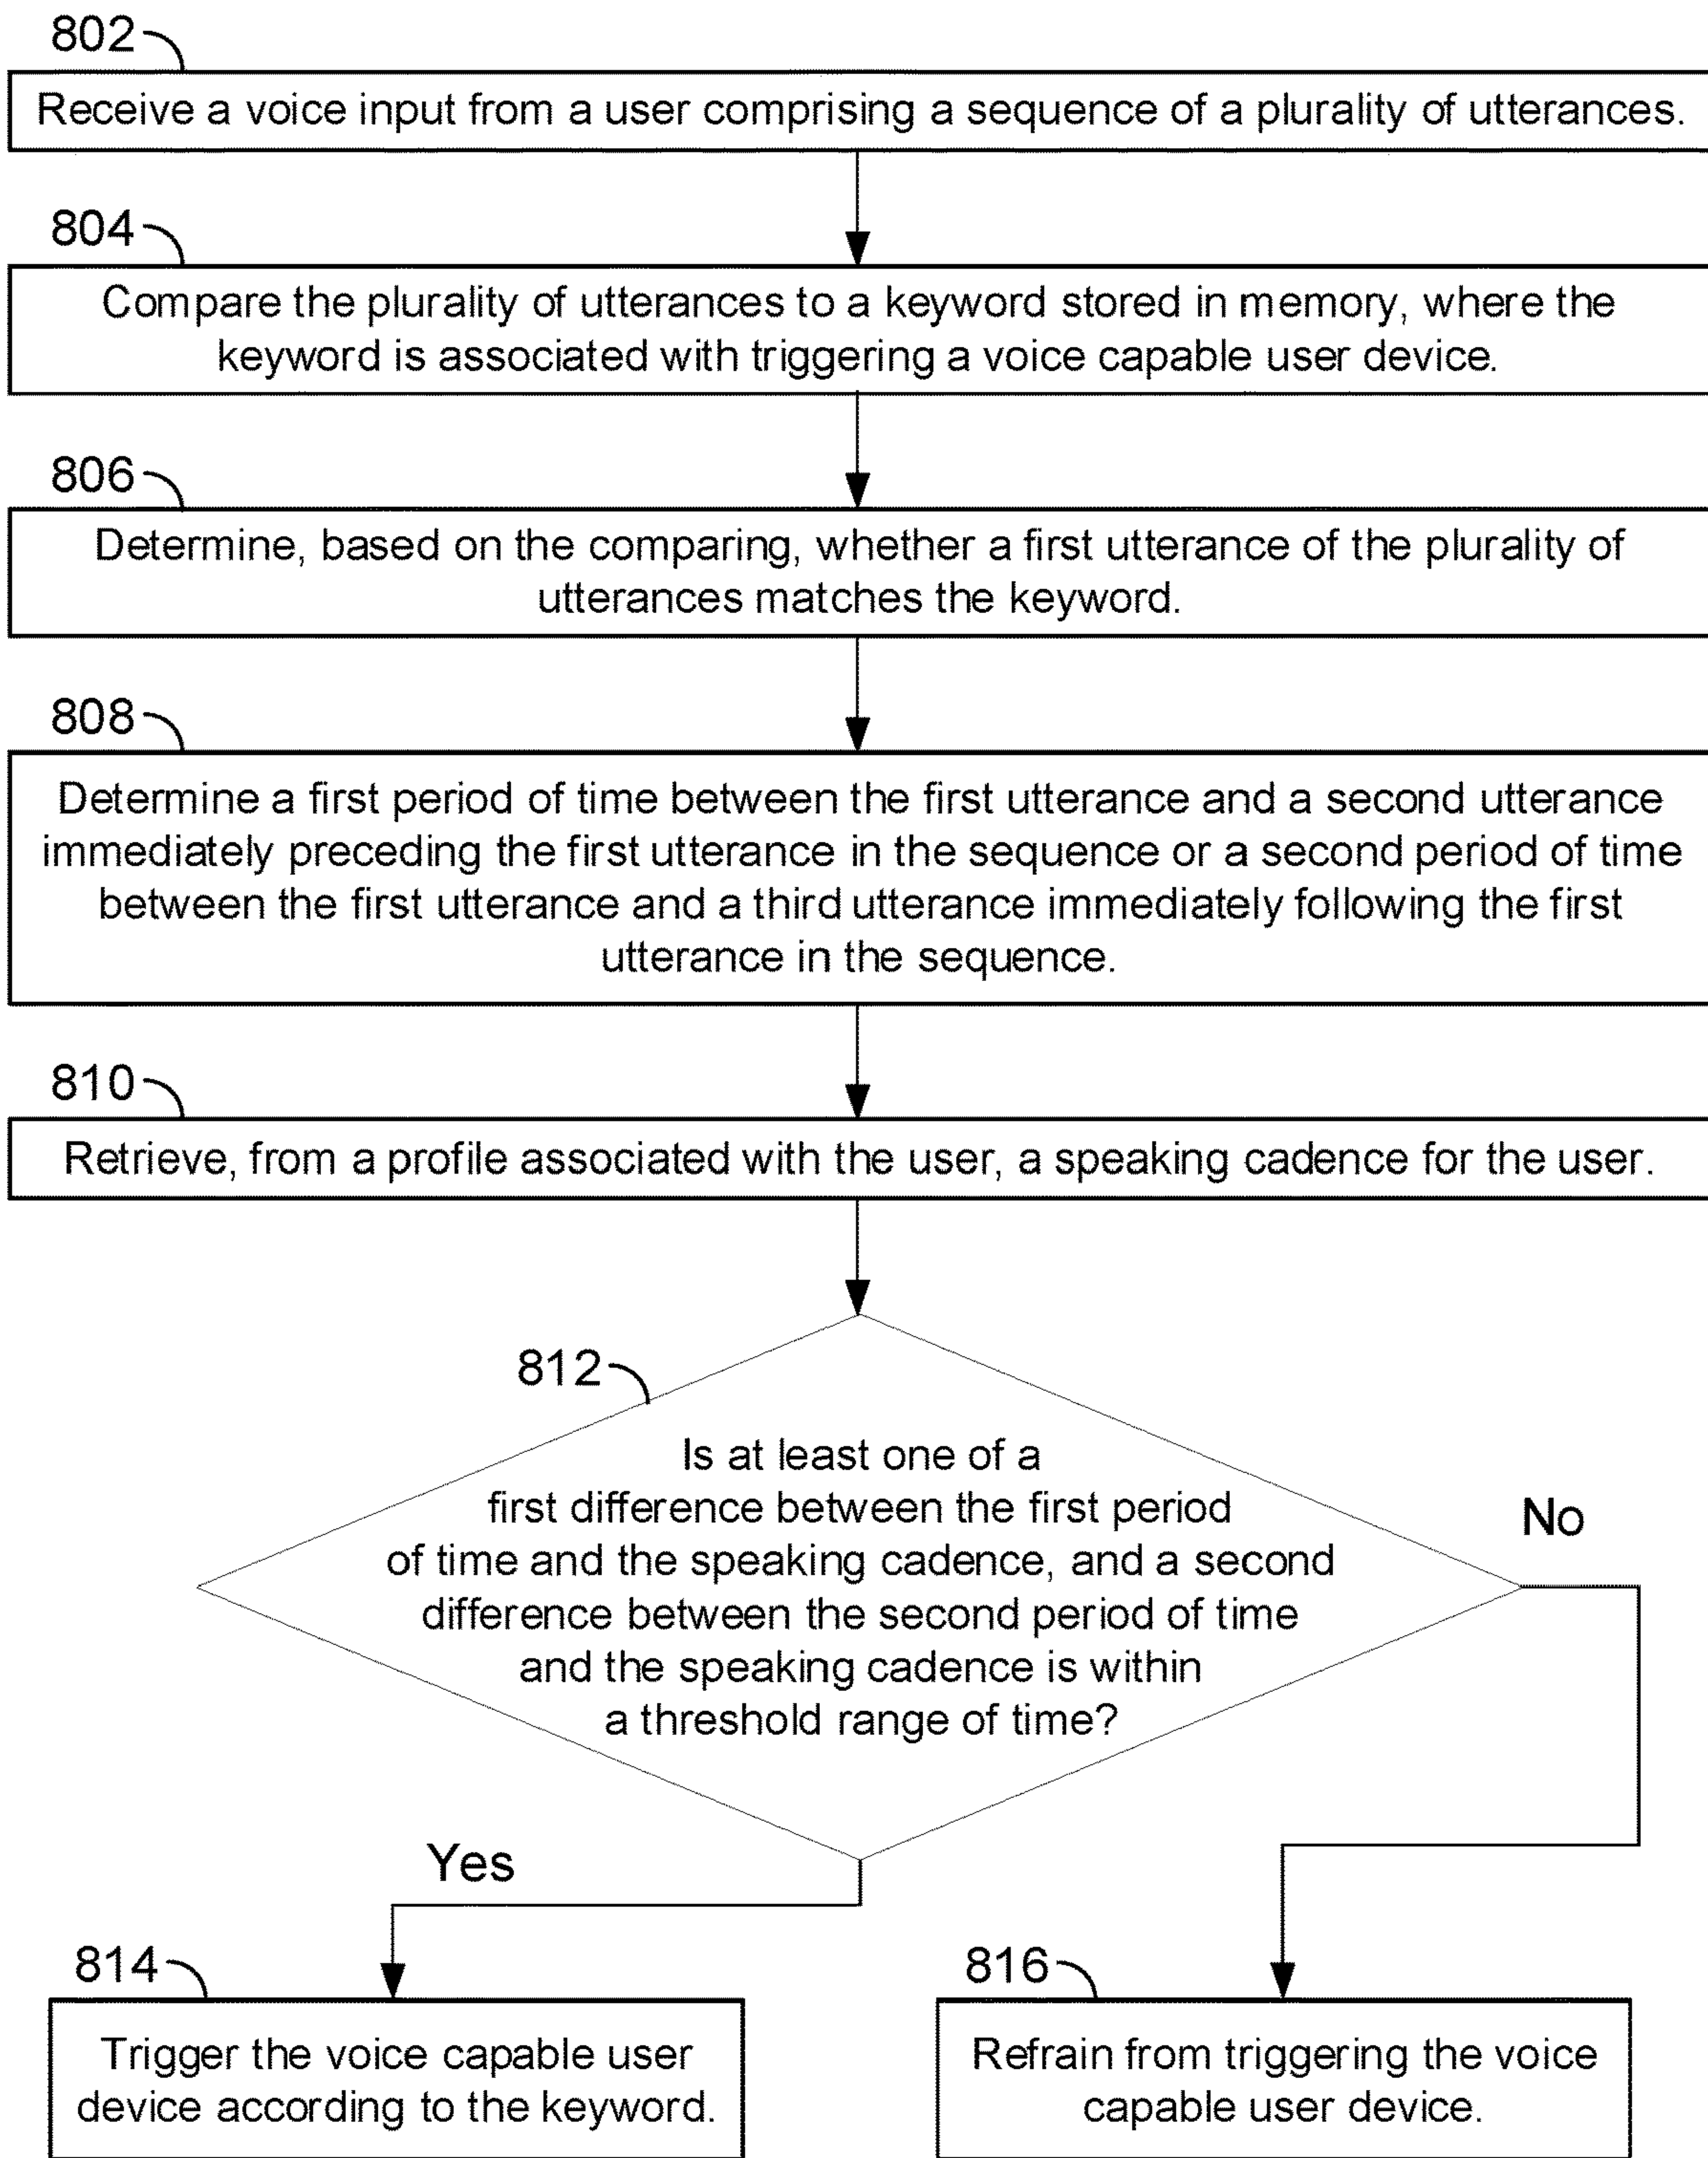 802
Receive a voice input from a user comprising a sequence of a plurality of utterances.
804
Compare the plurality of utterances to a keyword stored in memory, where the
keyword is associated with triggering a voice capable user device.
806
Determine, based on the comparing, whether a first utterance of the plurality of
utterances matches the keyword.
808
Determine a first period of time between the first utterance and a second utterance
immediately preceding the first utterance in the sequence or a second period of time
between the first utterance and a third utterance immediately following the first
utterance in the sequence.
810
Retrieve, from a profile associated with the user, a speaking cadence for the user.
812
Is at least one of a
first difference between the first period
of time and the speaking cadence, and a second
difference between the second period of time
and the speaking cadence is within
a threshold range of time?
No
Yes
814
Trigger the voice capable user
device according to the keyword.
816
Refrain from triggering the voice
capable user device.